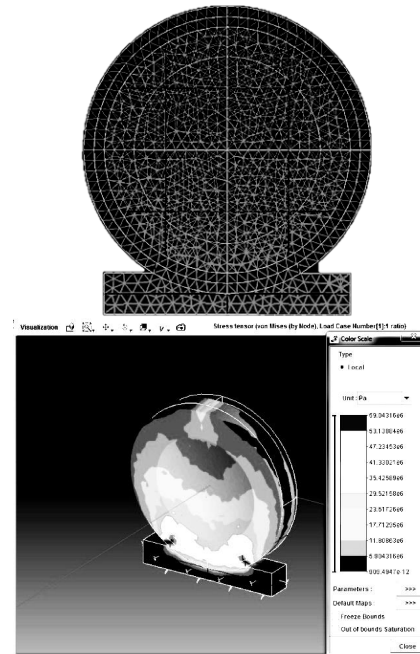 Visualization
Stress tensor (von Mises (by Node), Load Case Number[1]:1 ratio)
Color Scale
Type
Local
Unit : Pa
59.04316e6
53.13884e6
47.23453e6
41.33021e6
35.42589e6
29.52158e6
23.61726e6
17.71295e6
11.80863e6
5.904316e6
Parameters :
>>>
Default Maps
>>>
Freeze Bounds
Out of bounds Saturation
Close